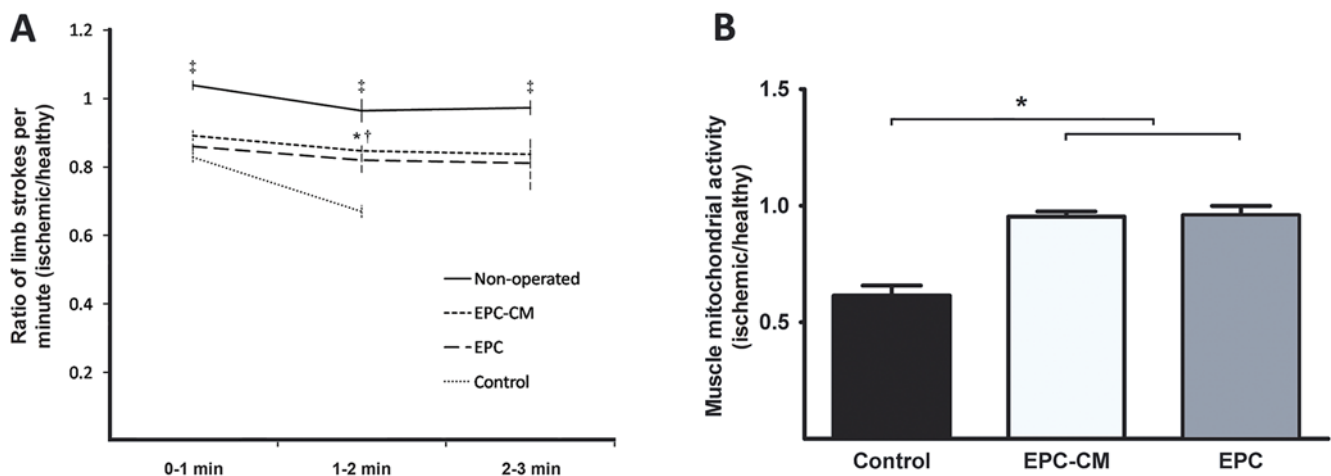 A
Ratio of limb strokes per
minute (ischemic/healthy)
1.2
1
0.8
0.6
0.4
0.2
‡
‡
‡
*†
Non-operated
EPC-CM
EPC
Control
0-1 min
1-2 min
2-3 min
B
Muscle mitochondrial activity
(ischemic/healthy)
1.5
1.0
0.5
*
Control
EPC-CM
EPC